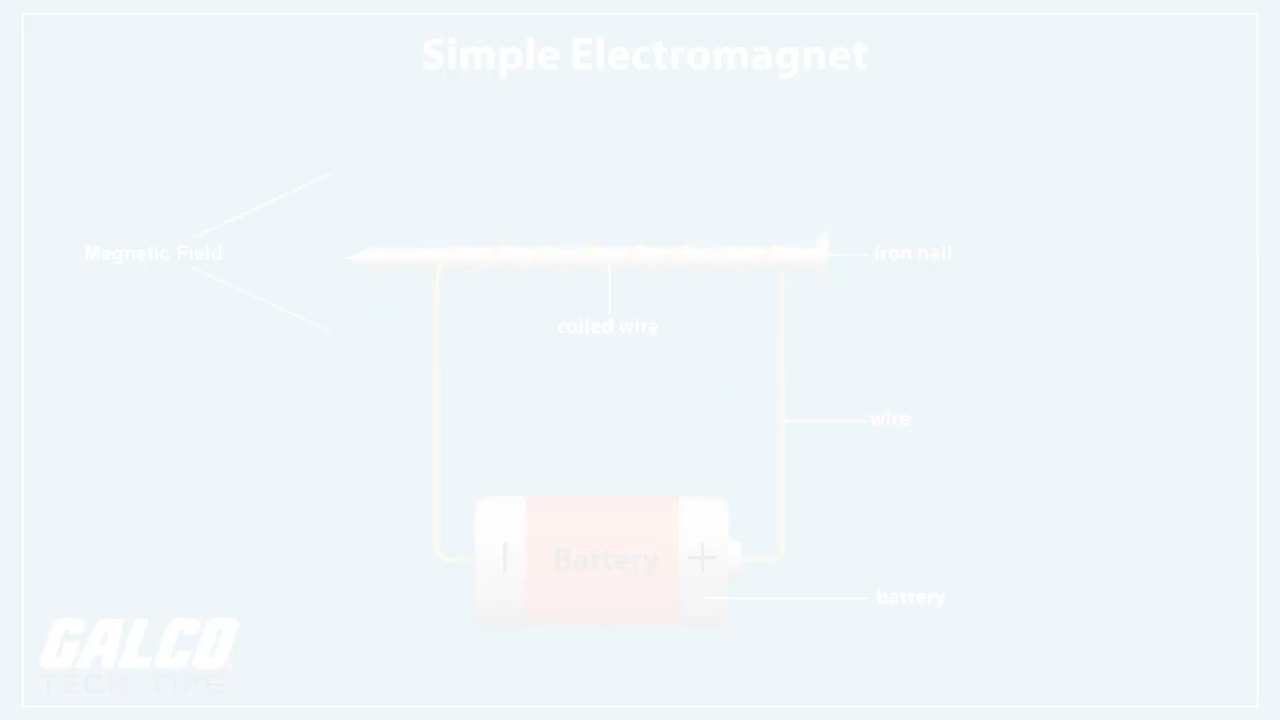 Simple Electromagnet
Magnetic Field
iron nail
coiled wire
wire
Battery
+
battery
GALCO
TECH TIPS